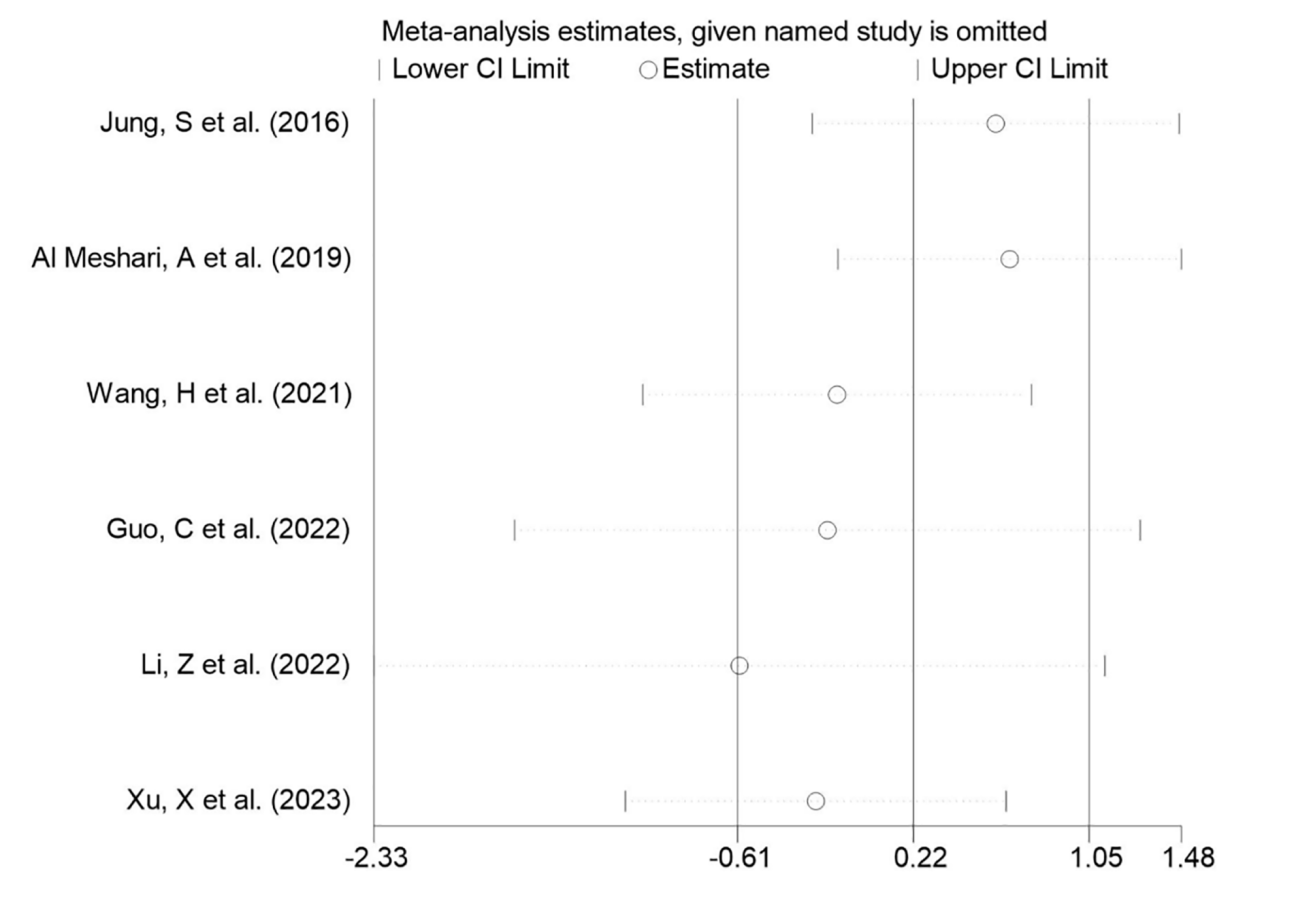 Meta-analysis estimates, given named study is omitted
| Lower CI Limit ○ Estimate | Upper CI Limit
Jung, S et al. (2016)
Al Meshari, A et al. (2019)
Wang, H et al. (2021)
Guo, C et al. (2022)
Li, Z et al. (2022)
Xu, X et al. (2023)
-2.33 -0.61 0.22 1.05 1.48